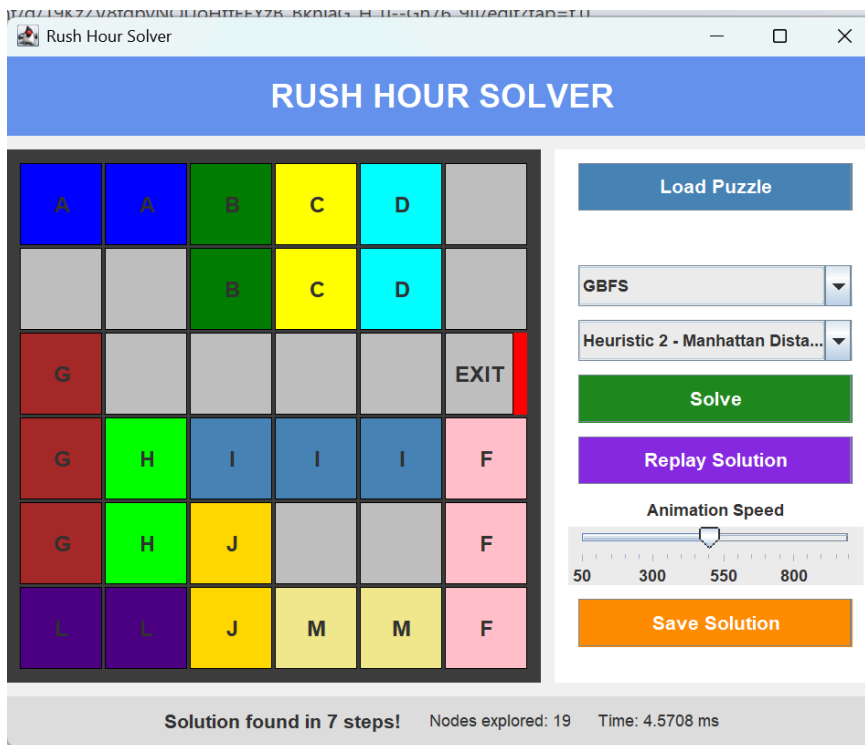 Rush Hour Solver
RUSH HOUR SOLVER
A A B C D
B C D
G EXIT
G H I I I F
G H J F
L L J M M F
Load Puzzle
GBFS
Heuristic 2 - Manhattan Dista...
Solve
Replay Solution
Animation Speed
50 300 550 800
Save Solution
Solution found in 7 steps! Nodes explored: 19 Time: 4.5708 ms